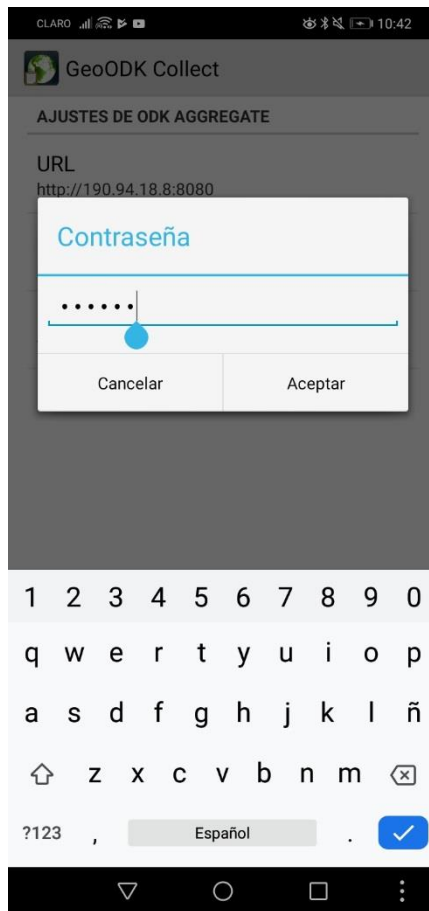 CLARO 10:42
GeoODK Collect
AJUSTES DE ODK AGGREGATE
URL
http://190.94.18.8:8080
Contraseña
••••••
Cancelar Aceptar
1 2 3 4 5 6 7 8 9 0
q w e r t y u i o p
a s d f g h j k l ñ
z x c v b n m
?123 , Español .